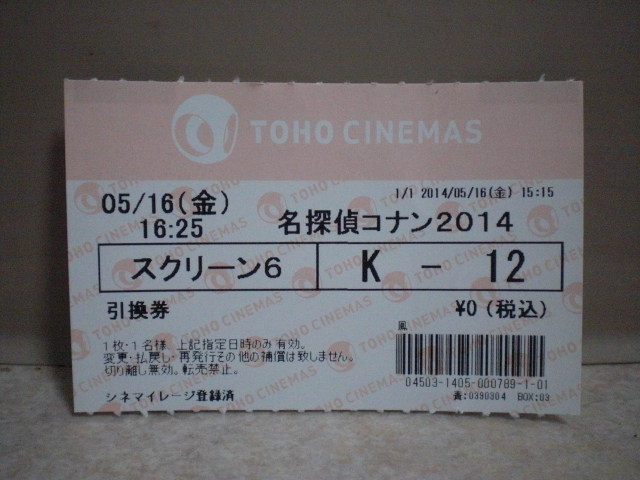 TOHO CINEMAS
1/1 2014/05/16(金) 15:15
05/16(金)
16:25 名探偵コナン2014
スクリーン6 K - 12
引換券 ¥0 (税込)
1枚・1名様、上記指定日時のみ有効。
変更・払戻し・再発行その他の補償は致しません。
切り離し無効。転売禁止。
シネマイレージ登録済
04503-1405-000789-1-01
BOX:03